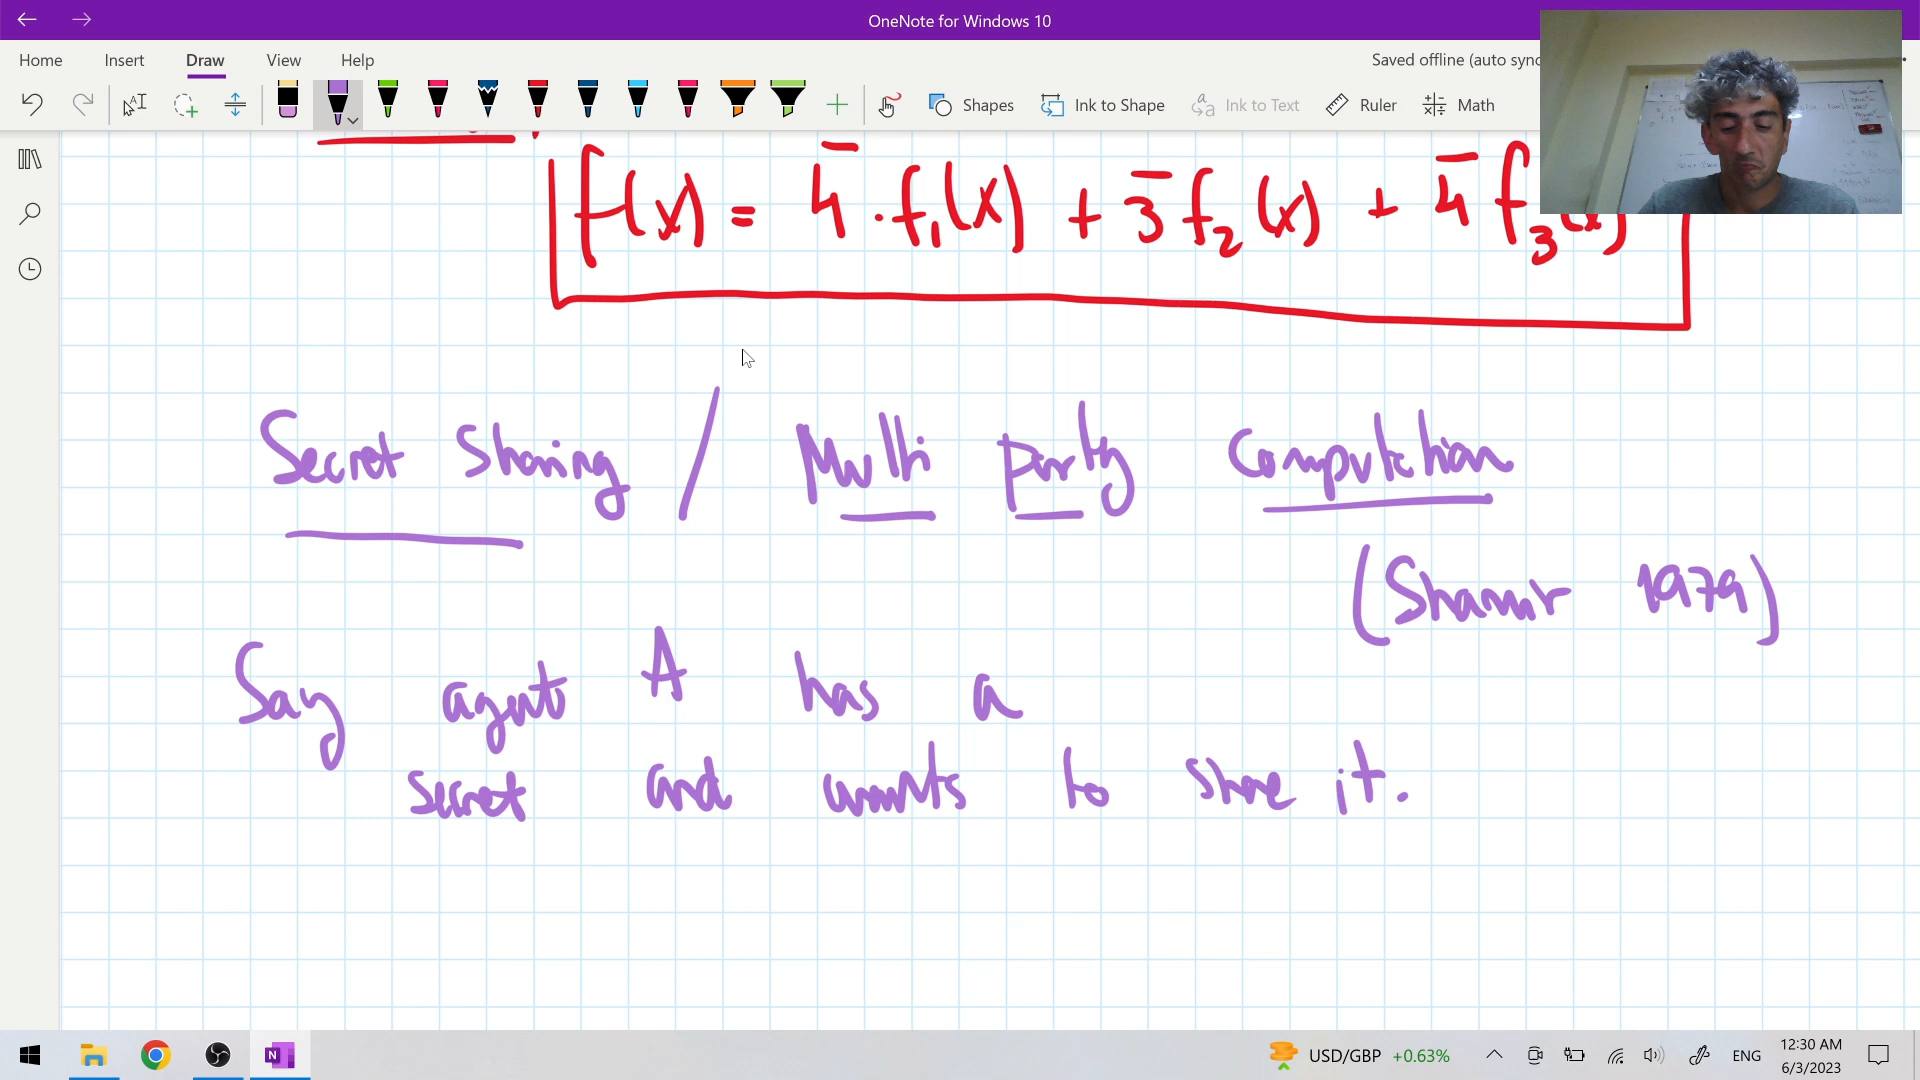 OneNote for Windows 10
Home Insert Draw View Help Saved offline (auto sync
Shapes Ink to Shape Ink to Text Ruler Math
f(x) = 4̄ · f₁(x) + 3̄ f₂(x) + 4̄ f₃(x)
Secret Sharing / Multi party Computation
(Shamir 1979)
Say agent A has a
secret and wants to share it.
USD/GBP +0.63% ENG 12:30 AM
6/3/2023